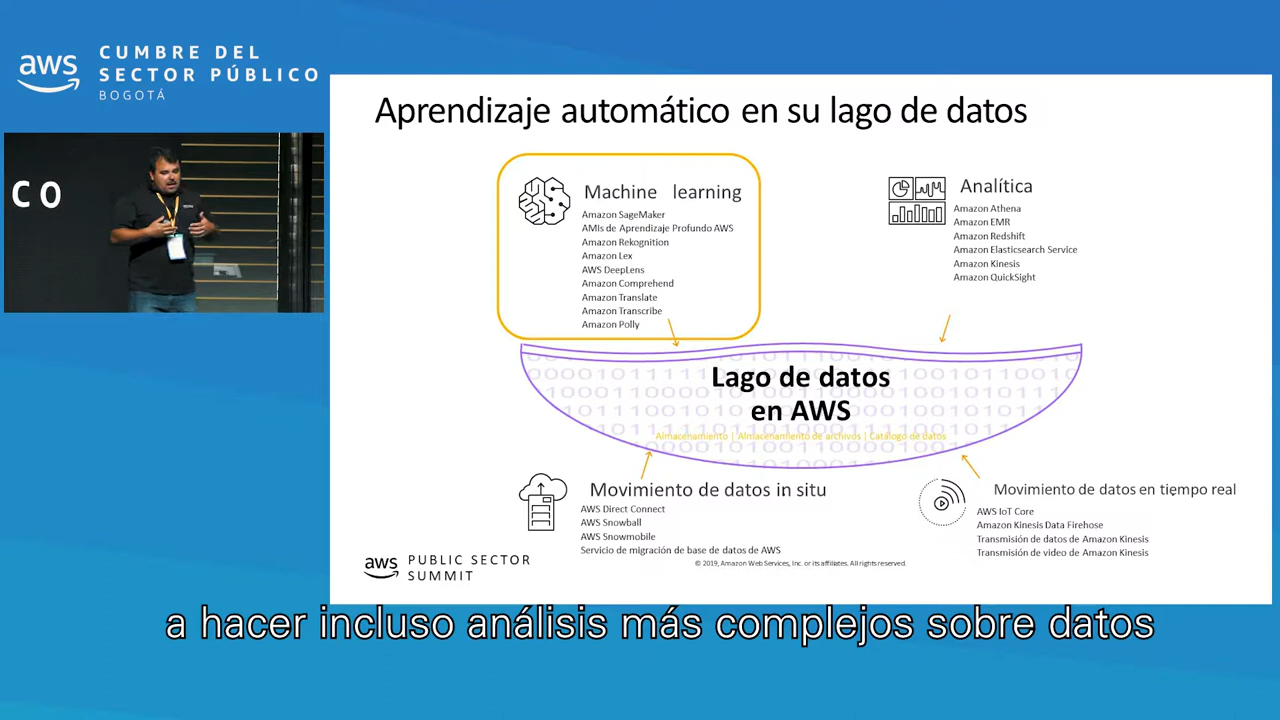 aws
CUMBRE DEL
SECTOR PÚBLICO
BOGOTÁ
CO
Aprendizaje automático en su lago de datos
Machine learning
Amazon SageMaker
AMIs de Aprendizaje Profundo AWS
Amazon Rekognition
Amazon Lex
AWS DeepLens
Amazon Comprehend
Amazon Translate
Amazon Transcribe
Amazon Polly
Analítica
Amazon Athena
Amazon EMR
Amazon Redshift
Amazon Elasticsearch Service
Amazon Kinesis
Amazon QuickSight
Lago de datos
en AWS
Almacenamiento | Almacenamiento de archivos | Catálogo de datos
Movimiento de datos in situ
AWS Direct Connect
AWS Snowball
AWS Snowmobile
Servicio de migración de base de datos de AWS
Movimiento de datos en tiempo real
AWS IoT Core
Amazon Kinesis Data Firehose
Transmisión de datos de Amazon Kinesis
Transmisión de video de Amazon Kinesis
aws
PUBLIC SECTOR
SUMMIT
© 2019, Amazon Web Services, Inc. or its affiliates. All rights reserved.
a hacer incluso análisis más complejos sobre datos